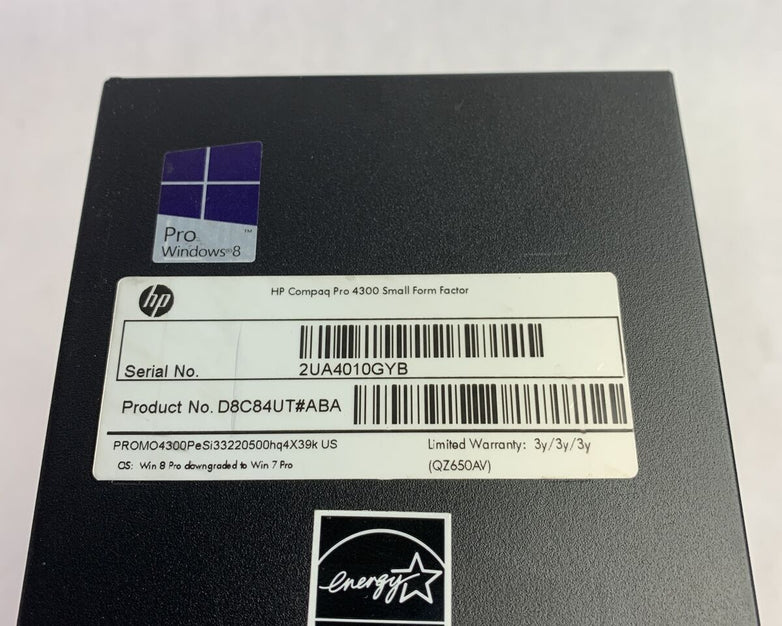 Pro ™
Windows®8
hp
HP Compaq Pro 4300 Small Form Factor
Serial No. 2UA4010GYB
Product No. D8C84UT#ABA
PROMO4300PeSi33220500hq4X39k US
Limited Warranty: 3y/3y/3y
OS: Win 8 Pro downgraded to Win 7 Pro
(QZ650AV)
energy